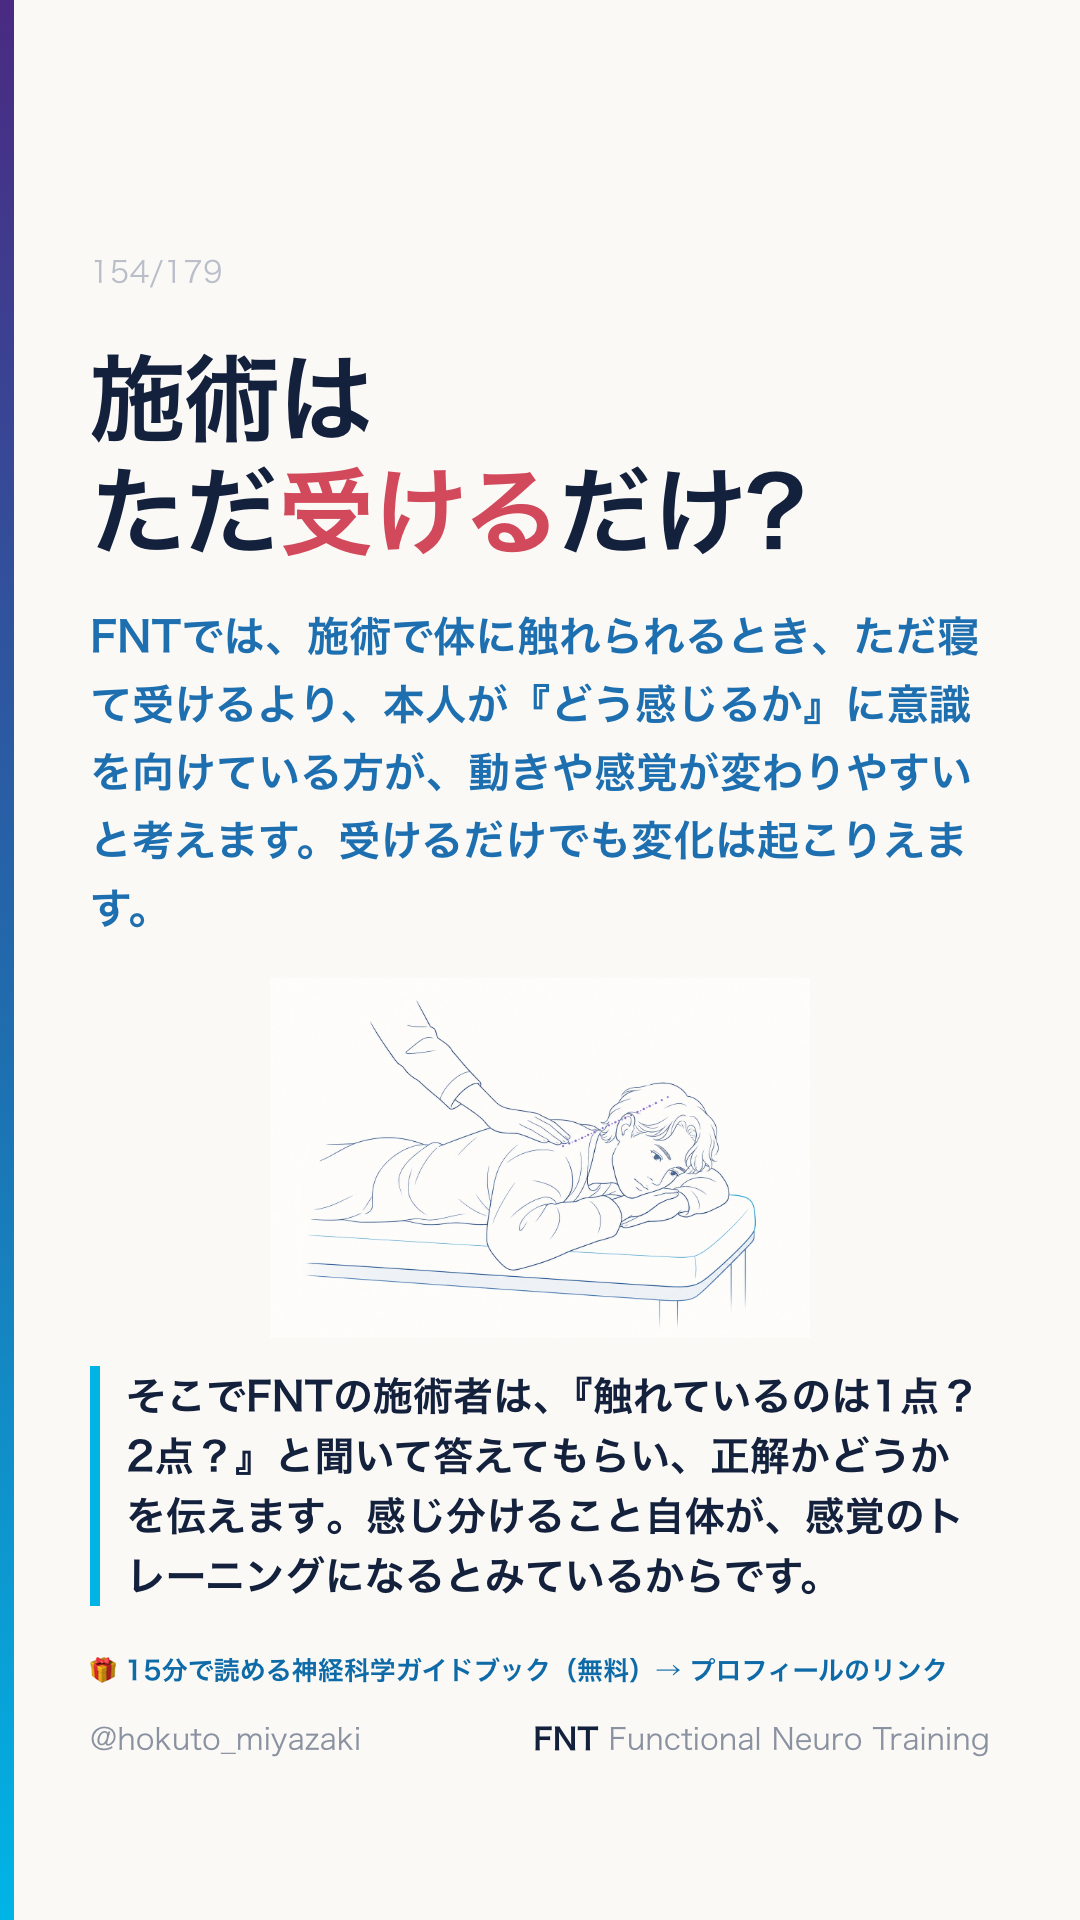 154/179
施術は
ただ受けるだけ?
FNTでは、施術で体に触れられるとき、ただ寝
て受けるより、本人が『どう感じるか』に意識
を向けている方が、動きや感覚が変わりやすい
と考えます。受けるだけでも変化は起こりえま
す。
そこでFNTの施術者は、『触れているのは1点？
2点？』と聞いて答えてもらい、正解かどうか
を伝えます。感じ分けること自体が、感覚のト
レーニングになるとみているからです。
🎁 15分で読める神経科学ガイドブック（無料）→ プロフィールのリンク
@hokuto_miyazaki
FNT Functional Neuro Training